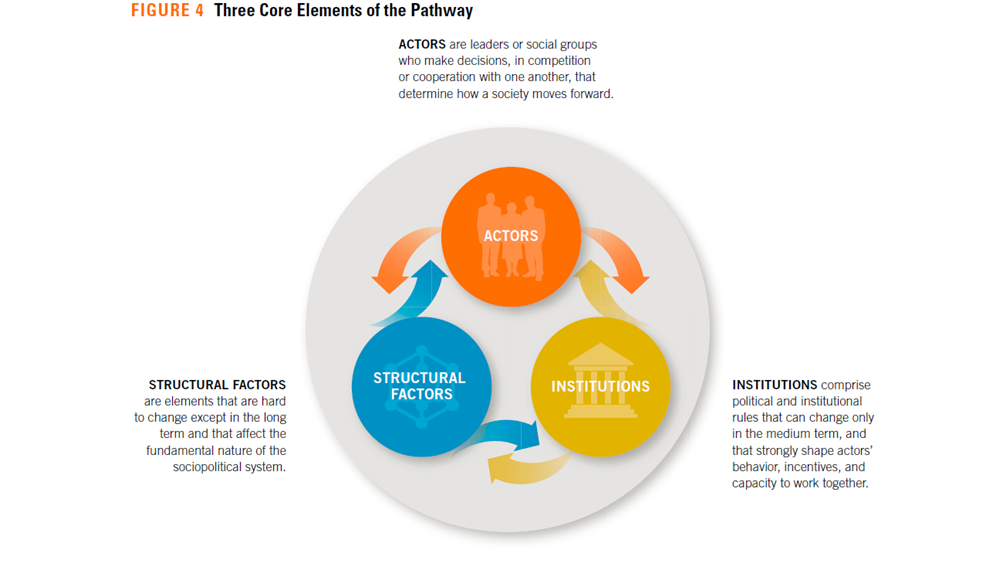 FIGURE 4 Three Core Elements of the Pathway
ACTORS are leaders or social groups
who make decisions, in competition
or cooperation with one another, that
determine how a society moves forward.
ACTORS
STRUCTURAL
FACTORS
INSTITUTIONS
STRUCTURAL FACTORS
are elements that are hard
to change except in the long
term and that affect the
fundamental nature of the
sociopolitical system.
INSTITUTIONS comprise
political and institutional
rules that can change only
in the medium term, and
that strongly shape actors’
behavior, incentives, and
capacity to work together.